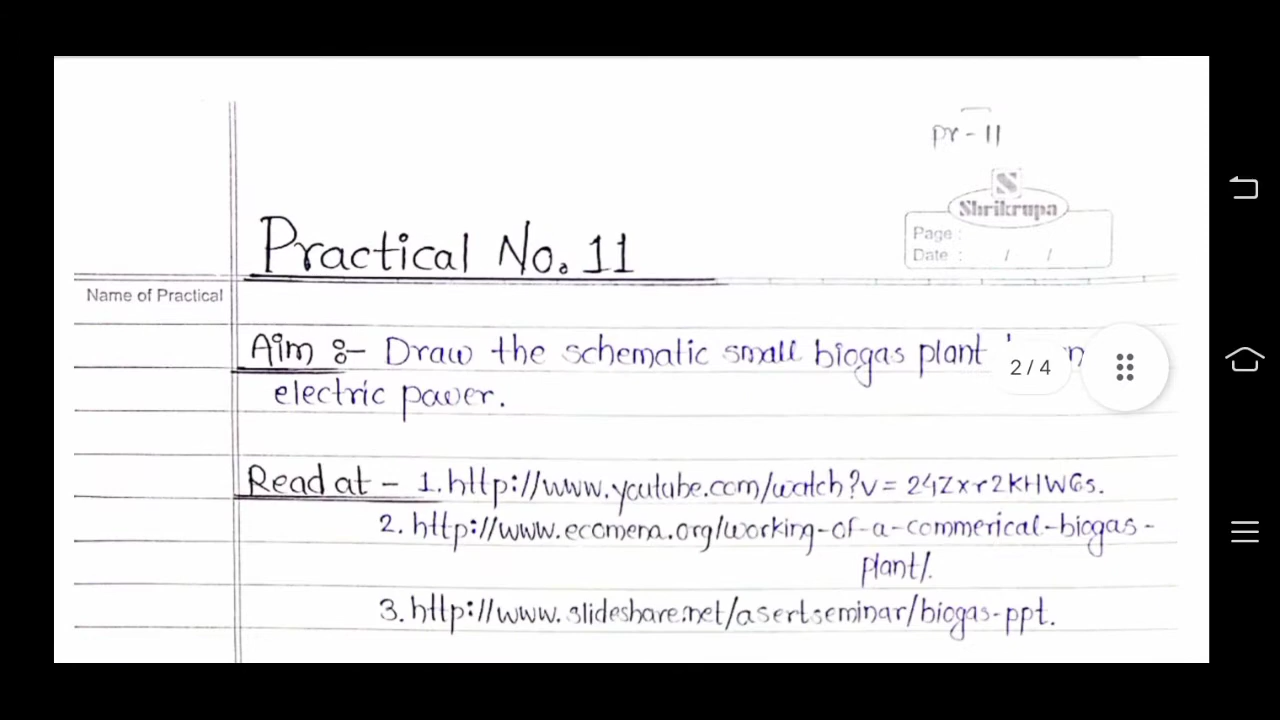 pr - 11
S
Shrikrupa
Page :
Date : / /
Practical No. 11
Name of Practical
Aim :- Draw the schematic small biogas plant
2 / 4
electric pawer.
Read at - 1. http://www.youtube.com/watch?v= 24Zxr2KHWGs.
2. http://www.ecomena.org/working-of-a-commerical-biogas-
plant/.
3. http://www.slideshare.net/asertseminar/biogas-ppt.